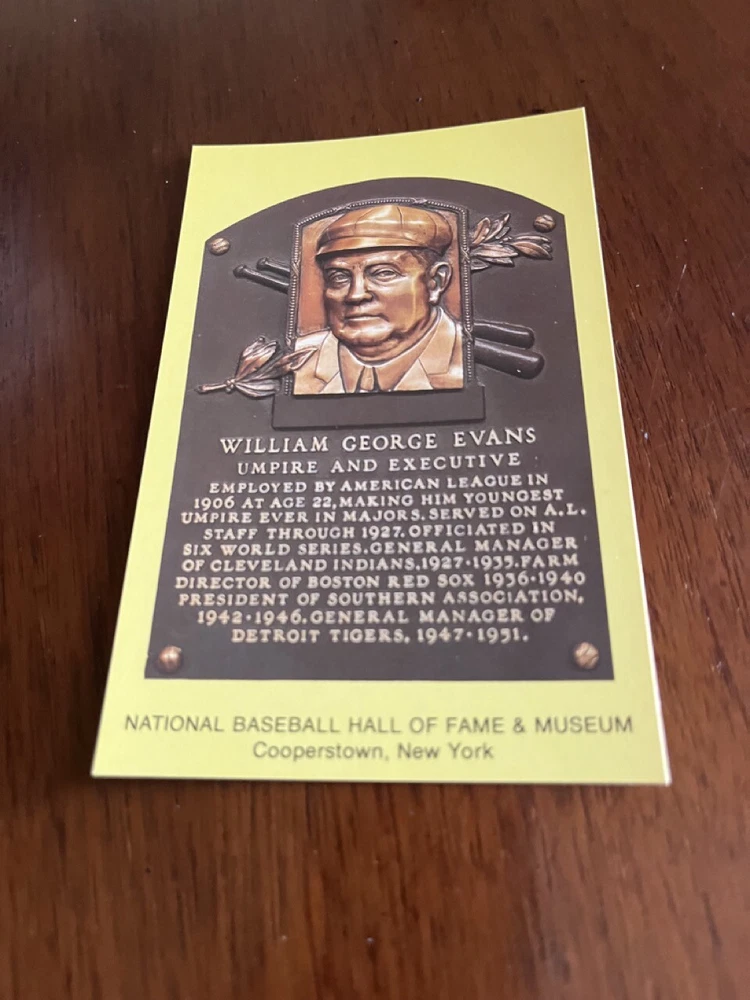 WILLIAM GEORGE EVANS
UMPIRE AND EXECUTIVE
EMPLOYED BY AMERICAN LEAGUE IN
1906 AT AGE 22, MAKING HIM YOUNGEST
UMPIRE EVER IN MAJORS. SERVED ON A.L.
STAFF THROUGH 1927. OFFICIATED IN
SIX WORLD SERIES. GENERAL MANAGER
OF CLEVELAND INDIANS, 1927·1935. FARM
DIRECTOR OF BOSTON RED SOX 1936·1940
PRESIDENT OF SOUTHERN ASSOCIATION,
1942·1946. GENERAL MANAGER OF
DETROIT TIGERS, 1947·1951.
NATIONAL BASEBALL HALL OF FAME & MUSEUM
Cooperstown, New York